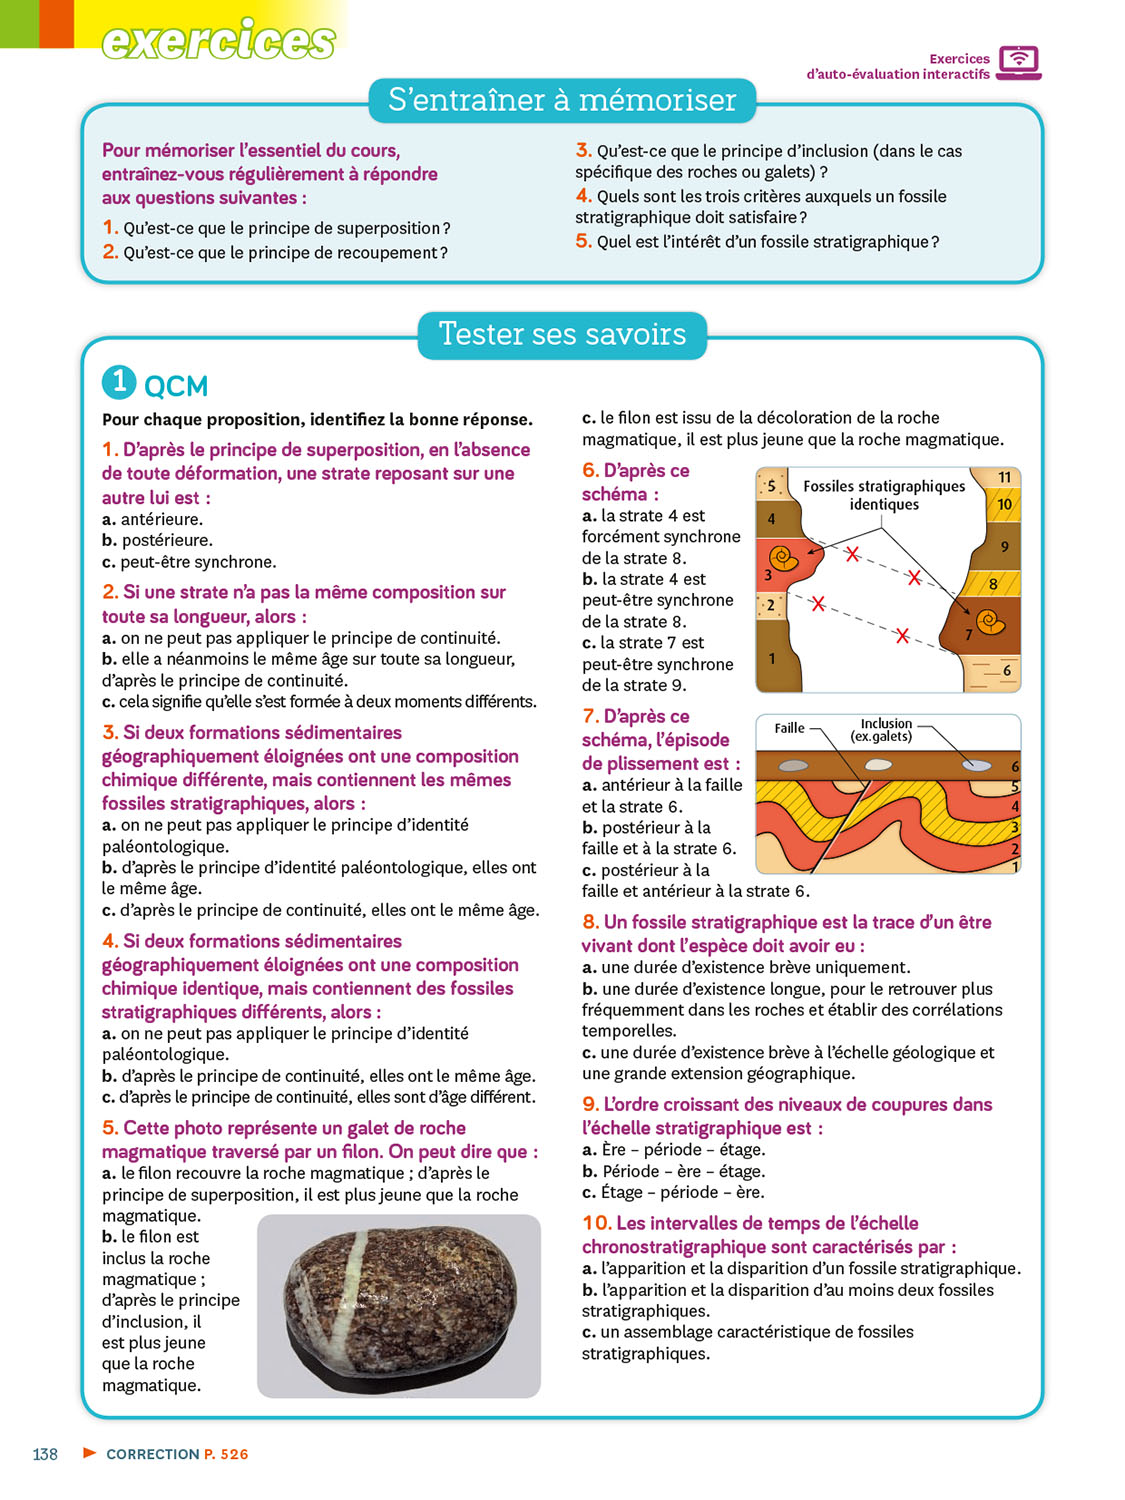 exercices
Exercices
d'auto-évaluation interactifs
S'entraîner à mémoriser
Pour mémoriser l'essentiel du cours,
entraînez-vous régulièrement à répondre
aux questions suivantes :
1. Qu'est-ce que le principe de superposition ?
2. Qu'est-ce que le principe de recoupement ?
3. Qu'est-ce que le principe d'inclusion (dans le cas
spécifique des roches ou galets) ?
4. Quels sont les trois critères auxquels un fossile
stratigraphique doit satisfaire ?
5. Quel est l'intérêt d'un fossile stratigraphique ?
Tester ses savoirs
1 QCM
Pour chaque proposition, identifiez la bonne réponse.
1. D'après le principe de superposition, en l'absence
de toute déformation, une strate reposant sur une
autre lui est :
a. antérieure.
b. postérieure.
c. peut-être synchrone.
2. Si une strate n'a pas la même composition sur
toute sa longueur, alors :
a. on ne peut pas appliquer le principe de continuité.
b. elle a néanmoins le même âge sur toute sa longueur,
d'après le principe de continuité.
c. cela signifie qu'elle s'est formée à deux moments différents.
3. Si deux formations sédimentaires
géographiquement éloignées ont une composition
chimique différente, mais contiennent les mêmes
fossiles stratigraphiques, alors :
a. on ne peut pas appliquer le principe d'identité
paléontologique.
b. d'après le principe d'identité paléontologique, elles ont
le même âge.
c. d'après le principe de continuité, elles ont le même âge.
4. Si deux formations sédimentaires
géographiquement éloignées ont une composition
chimique identique, mais contiennent des fossiles
stratigraphiques différents, alors :
a. on ne peut pas appliquer le principe d'identité
paléontologique.
b. d'après le principe de continuité, elles ont le même âge.
c. d'après le principe de continuité, elles sont d'âge différent.
5. Cette photo représente un galet de roche
magmatique traversé par un filon. On peut dire que :
a. le filon recouvre la roche magmatique ; d'après le
principe de superposition, il est plus jeune que la roche
magmatique.
b. le filon est
inclus la roche
magmatique ;
d'après le principe
d'inclusion, il
est plus jeune
que la roche
magmatique.
c. le filon est issu de la décoloration de la roche
magmatique, il est plus jeune que la roche magmatique.
6. D'après ce
schéma :
a. la strate 4 est
forcément synchrone
de la strate 8.
b. la strate 4 est
peut-être synchrone
de la strate 8.
c. la strate 7 est
peut-être synchrone
de la strate 9.
Fossiles stratigraphiques
identiques
5
4
3
2
1
11
10
9
8
7
6
7. D'après ce
schéma, l'épisode
de plissement est :
a. antérieur à la faille
et la strate 6.
b. postérieur à la
faille et à la strate 6.
c. postérieur à la
faille et antérieur à la strate 6.
Faille
Inclusion
(ex.galets)
6
5
4
3
2
1
8. Un fossile stratigraphique est la trace d'un être
vivant dont l'espèce doit avoir eu :
a. une durée d'existence brève uniquement.
b. une durée d'existence longue, pour le retrouver plus
fréquemment dans les roches et établir des corrélations
temporelles.
c. une durée d'existence brève à l'échelle géologique et
une grande extension géographique.
9. L'ordre croissant des niveaux de coupures dans
l'échelle stratigraphique est :
a. Ère – période – étage.
b. Période – ère – étage.
c. Étage – période – ère.
10. Les intervalles de temps de l'échelle
chronostratigraphique sont caractérisés par :
a. l'apparition et la disparition d'un fossile stratigraphique.
b. l'apparition et la disparition d'au moins deux fossiles
stratigraphiques.
c. un assemblage caractéristique de fossiles
stratigraphiques.
138
CORRECTION P. 526